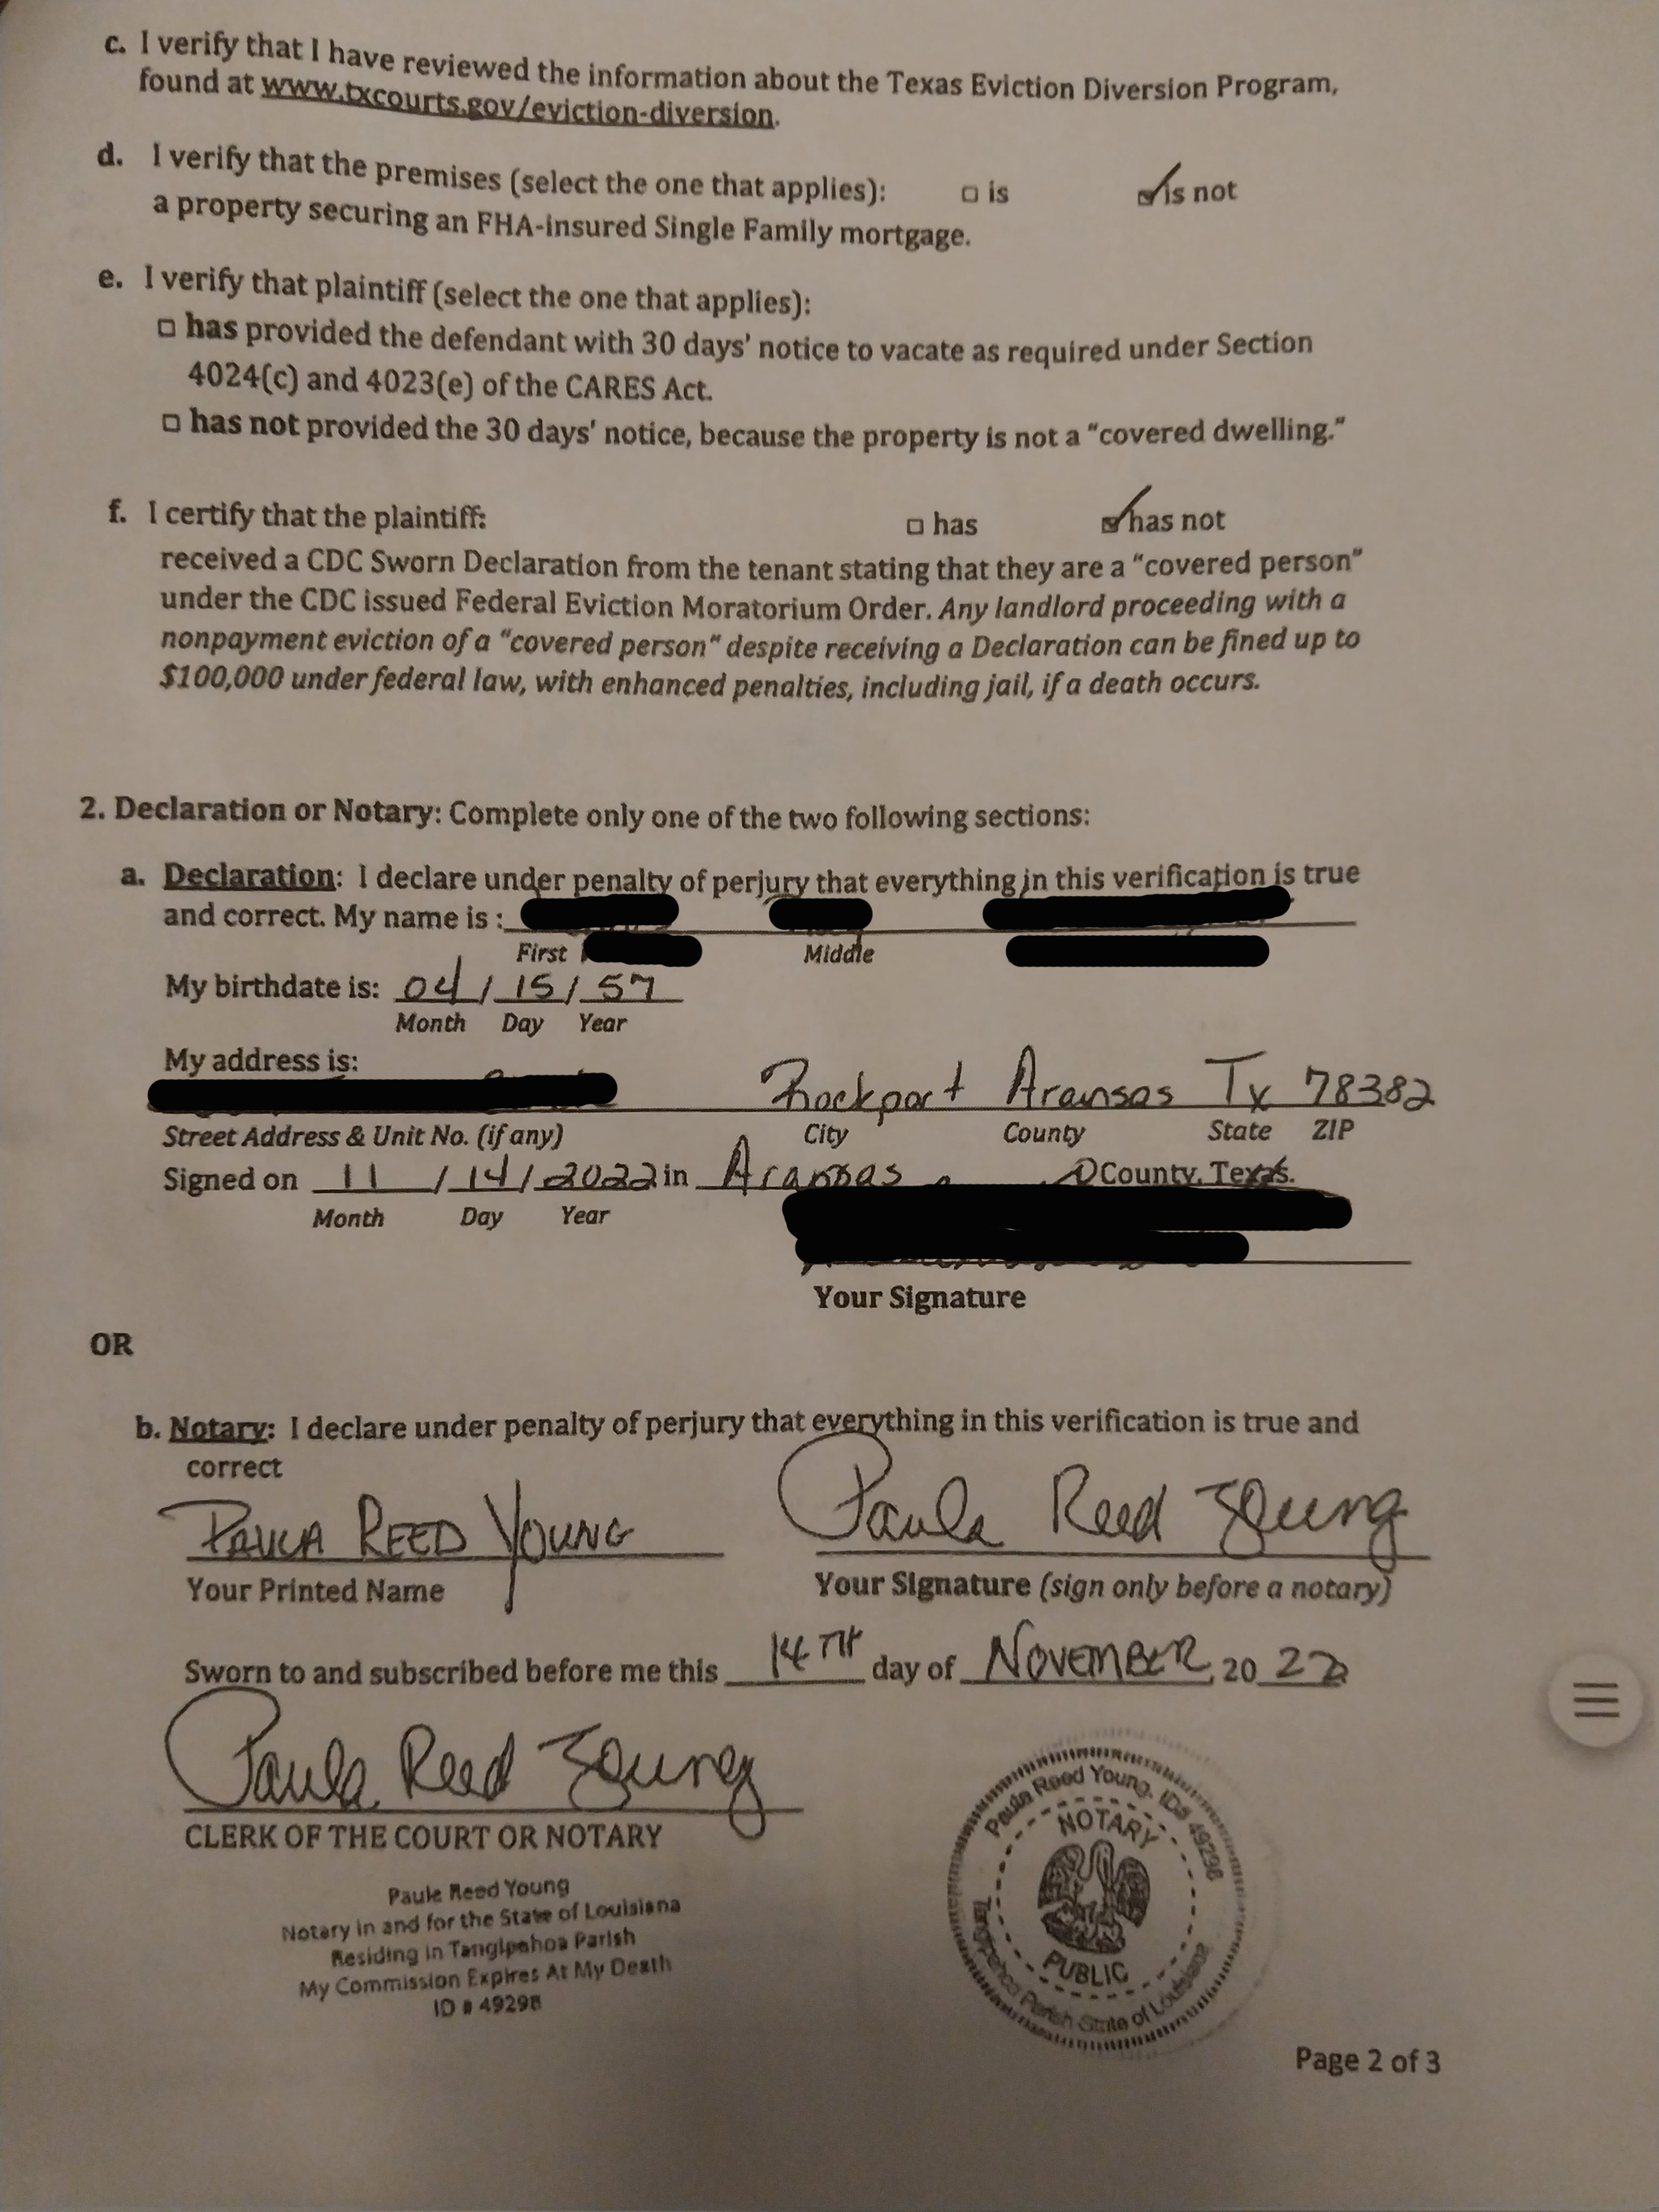 c. I verify that I have reviewed the information about the Texas Eviction Diversion Program,
found at www.txcourts.gov/eviction-diversion.
d. I verify that the premises (select the one that applies): □ is ☑ is not
a property securing an FHA-insured Single Family mortgage.
e. I verify that plaintiff (select the one that applies):
□ has provided the defendant with 30 days' notice to vacate as required under Section
4024(c) and 4023(e) of the CARES Act.
□ has not provided the 30 days' notice, because the property is not a "covered dwelling."
f. I certify that the plaintiff: □ has ☑ has not
received a CDC Sworn Declaration from the tenant stating that they are a "covered person"
under the CDC issued Federal Eviction Moratorium Order. Any landlord proceeding with a
nonpayment eviction of a "covered person" despite receiving a Declaration can be fined up to
$100,000 under federal law, with enhanced penalties, including jail, if a death occurs.
2. Declaration or Notary: Complete only one of the two following sections:
a. Declaration: I declare under penalty of perjury that everything in this verification is true
and correct. My name is :
First Middle
My birthdate is: 04 / 15 / 57
Month Day Year
My address is:
Rockport Aransas Tx 78382
Street Address & Unit No. (if any) City County State ZIP
Signed on 11 / 14 / 2022 in Aransas County, Texas.
Month Day Year
Your Signature
OR
b. Notary: I declare under penalty of perjury that everything in this verification is true and
correct
PAULA REED YOUNG Paula Reed Young
Your Printed Name Your Signature (sign only before a notary)
Sworn to and subscribed before me this 14TH day of NOVEMBER, 20 22
Paula Reed Young
CLERK OF THE COURT OR NOTARY
Paula Reed Young
Notary in and for the State of Louisiana
Residing in Tangipahoa Parish
My Commission Expires At My Death
ID # 49298
Paula Reed Young, ID# 49298
NOTARY
PUBLIC
Tangipahoa Parish State of Louisiana
Page 2 of 3